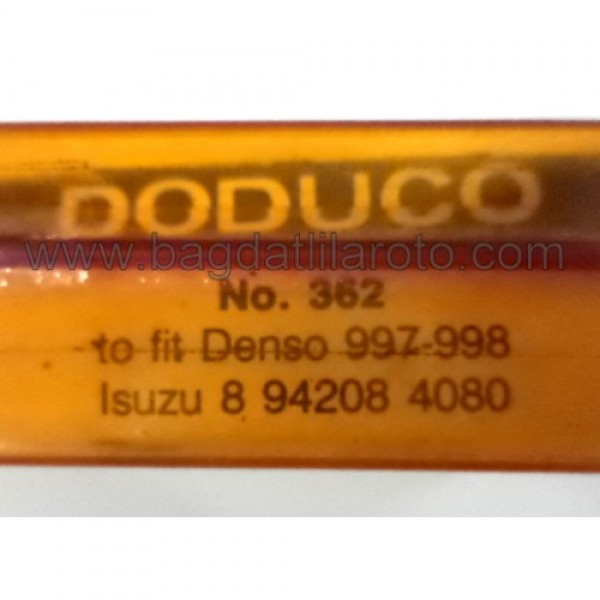 DODUCO
www.bagdatlilaroto.com
No. 362
to fit Denso 997-998
Isuzu 8 94208 4080